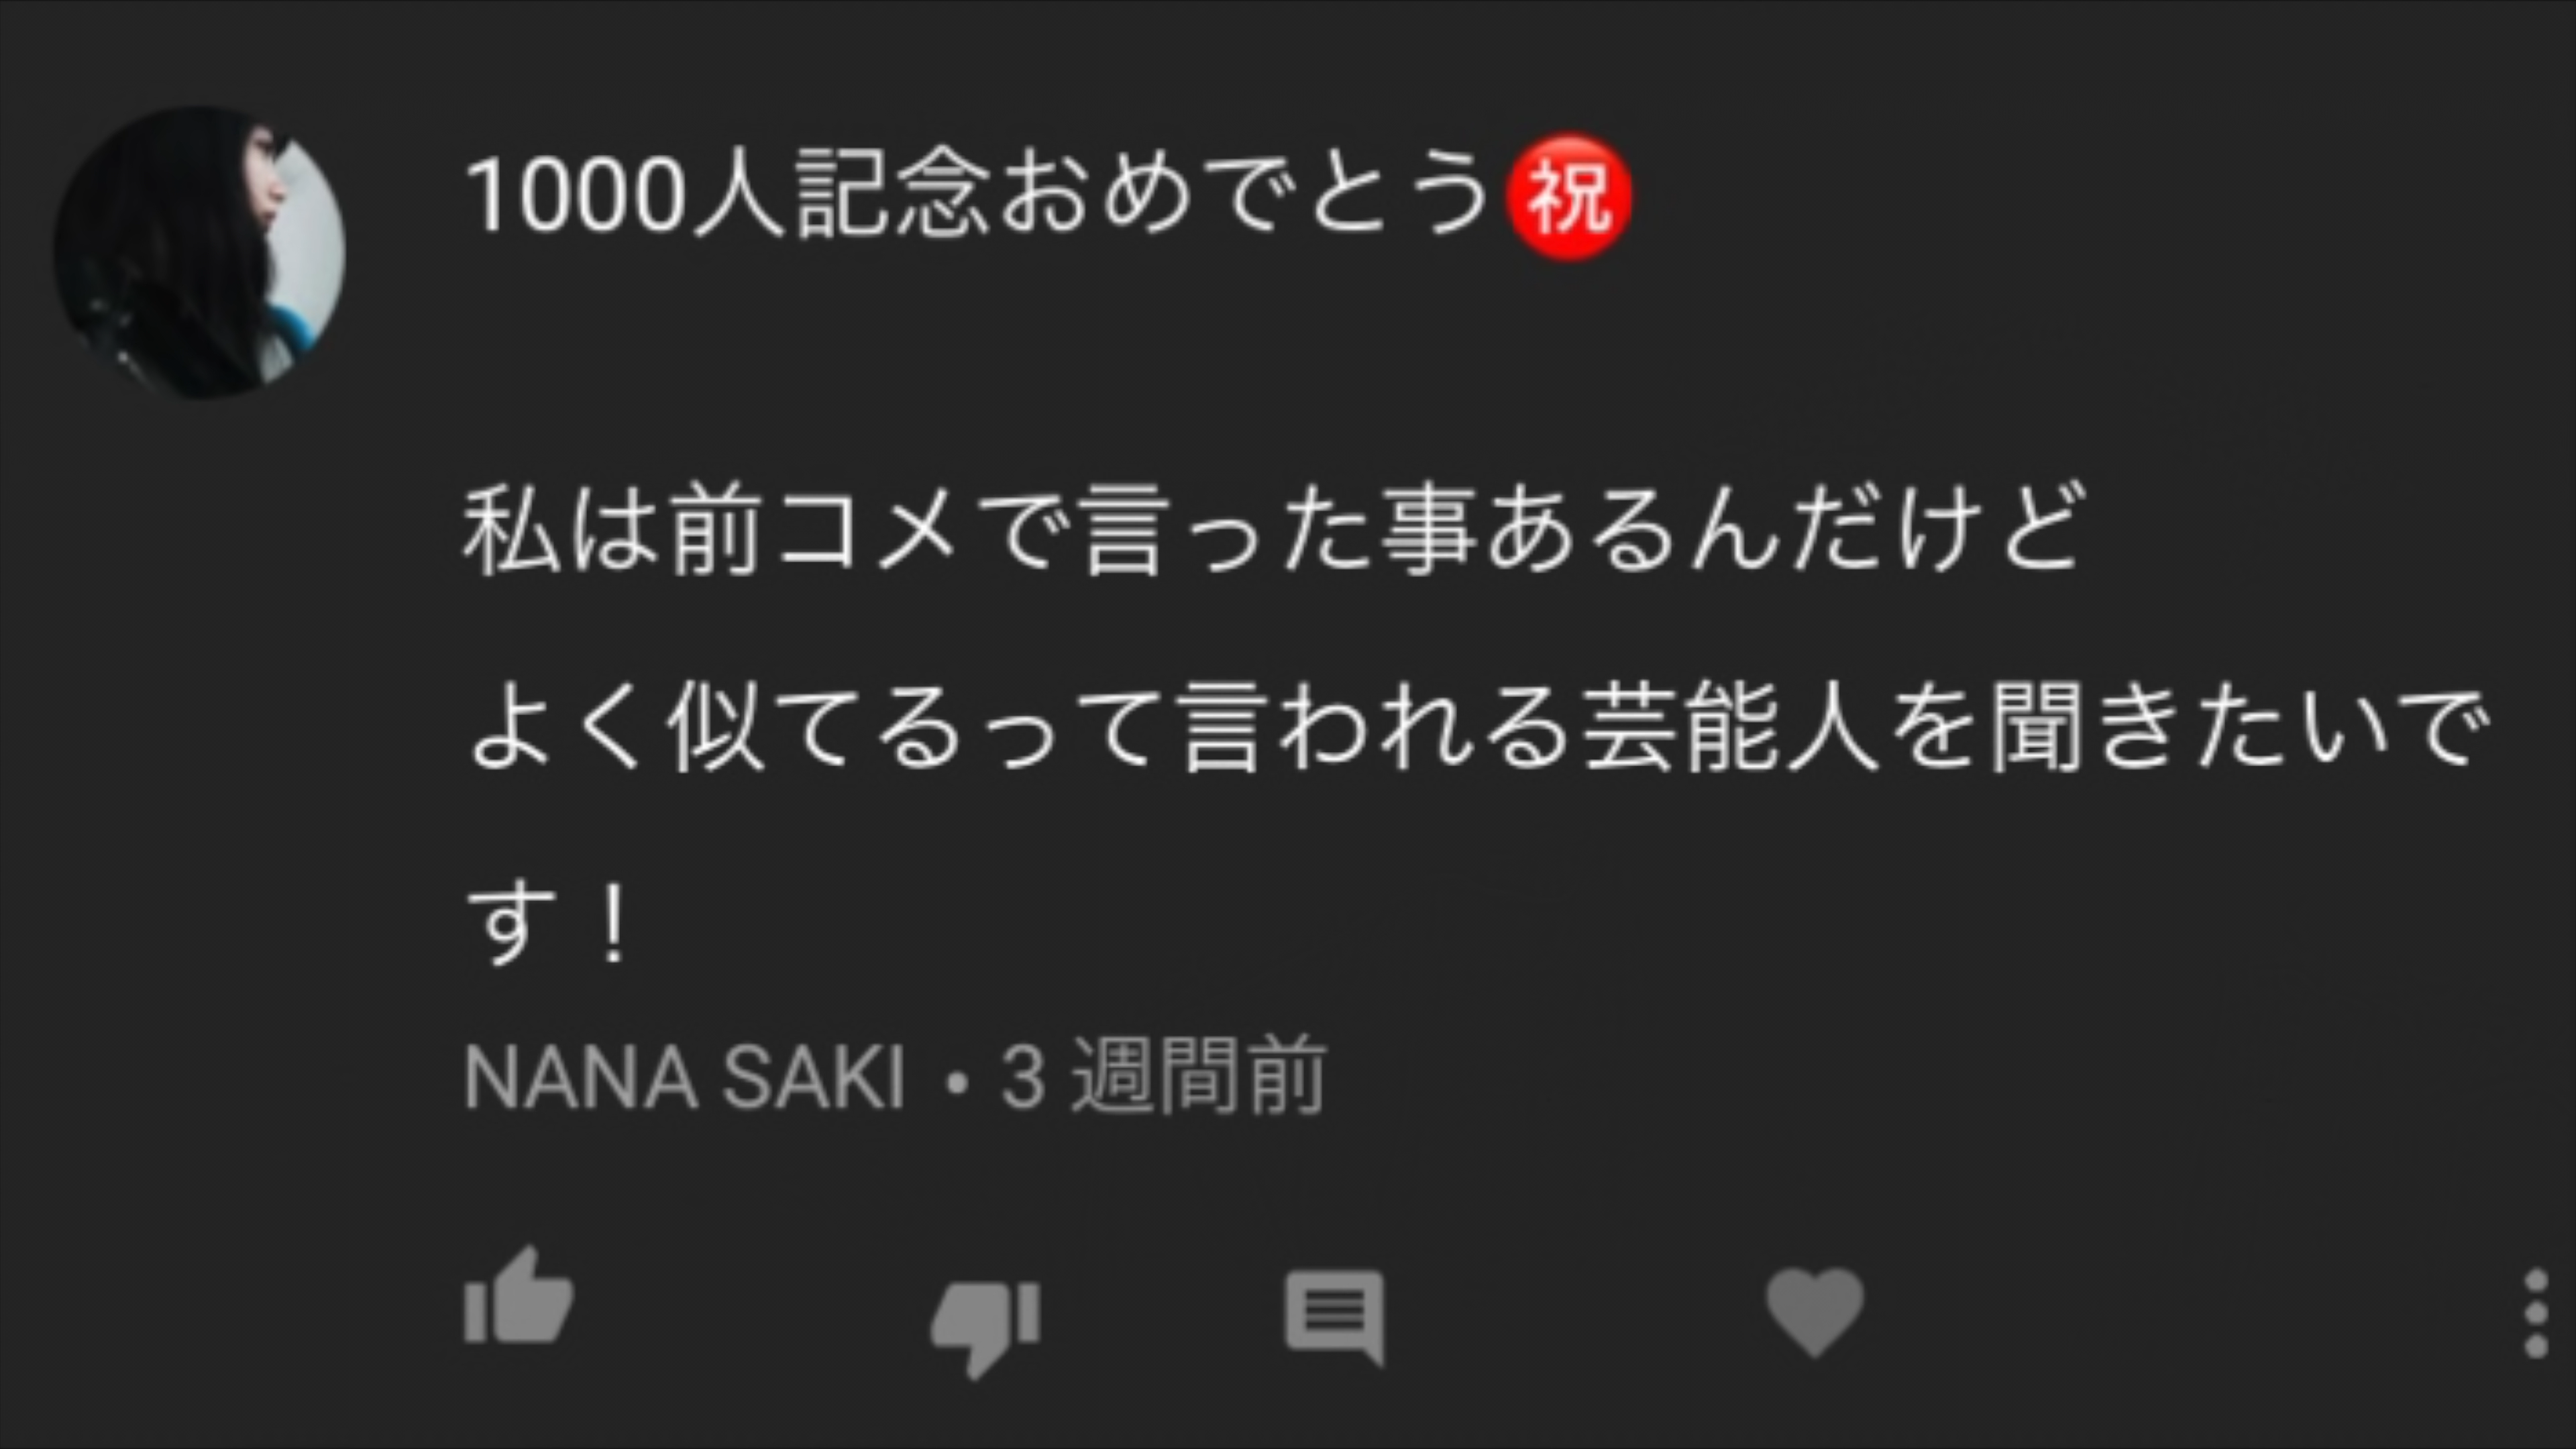 1000人記念おめでとう㊗
私は前コメで言った事あるんだけど
よく似てるって言われる芸能人を聞きたいで
す！
NANA SAKI • 3 週間前